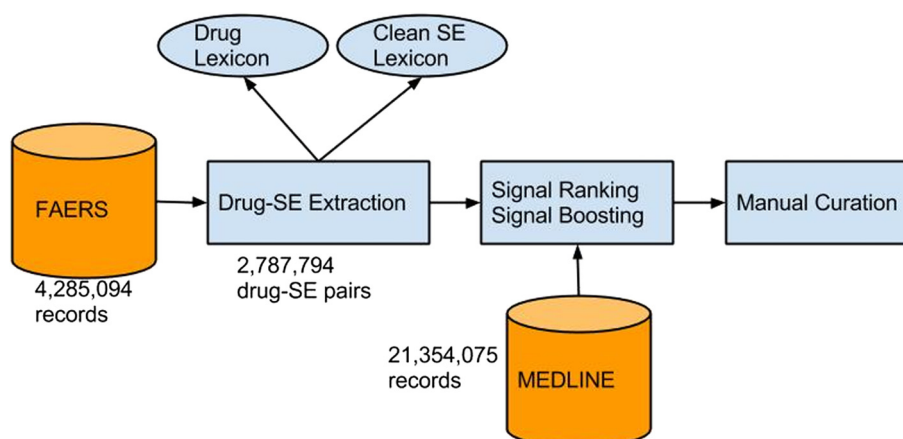 Drug
Lexicon
Clean SE
Lexicon
FAERS
4,285,094
records
Drug-SE Extraction
2,787,794
drug-SE pairs
Signal Ranking
Signal Boosting
Manual Curation
21,354,075
records
MEDLINE